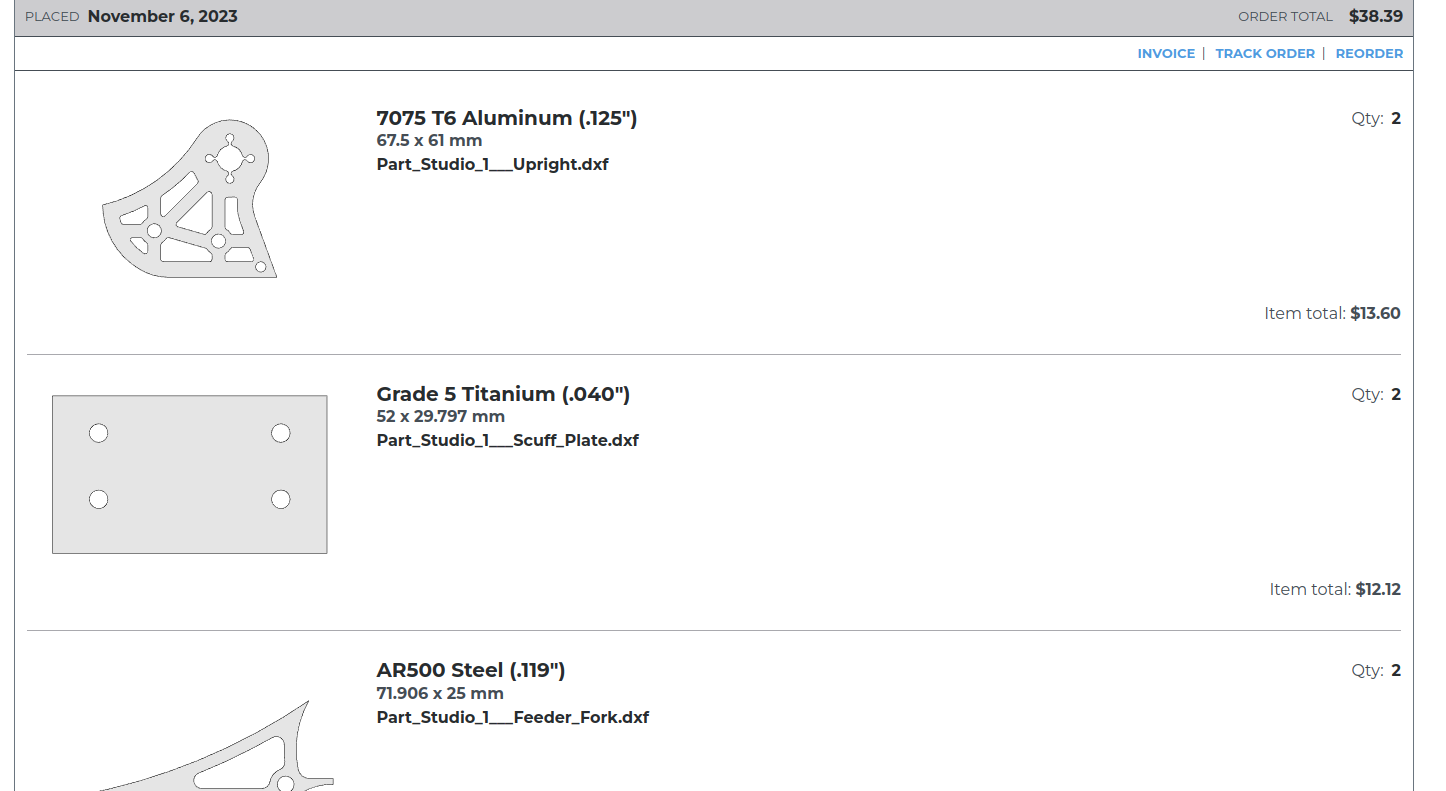 PLACED November 6, 2023 ORDER TOTAL $38.39
INVOICE | TRACK ORDER | REORDER
7075 T6 Aluminum (.125") Qty: 2
67.5 x 61 mm
Part_Studio_1___Upright.dxf
Item total: $13.60
Grade 5 Titanium (.040") Qty: 2
52 x 29.797 mm
Part_Studio_1___Scuff_Plate.dxf
Item total: $12.12
AR500 Steel (.119") Qty: 2
71.906 x 25 mm
Part_Studio_1___Feeder_Fork.dxf